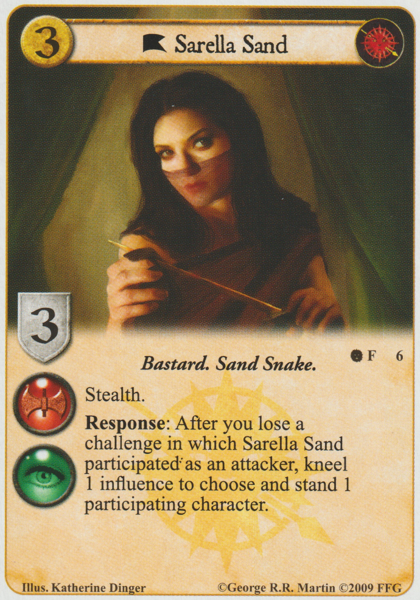 3
Sarella Sand
3
Bastard. Sand Snake.
F 6
Stealth.
Response: After you lose a
challenge in which Sarella Sand
participated as an attacker, kneel
1 influence to choose and stand 1
participating character.
Illus. Katherine Dinger
©George R.R. Martin ©2009 FFG